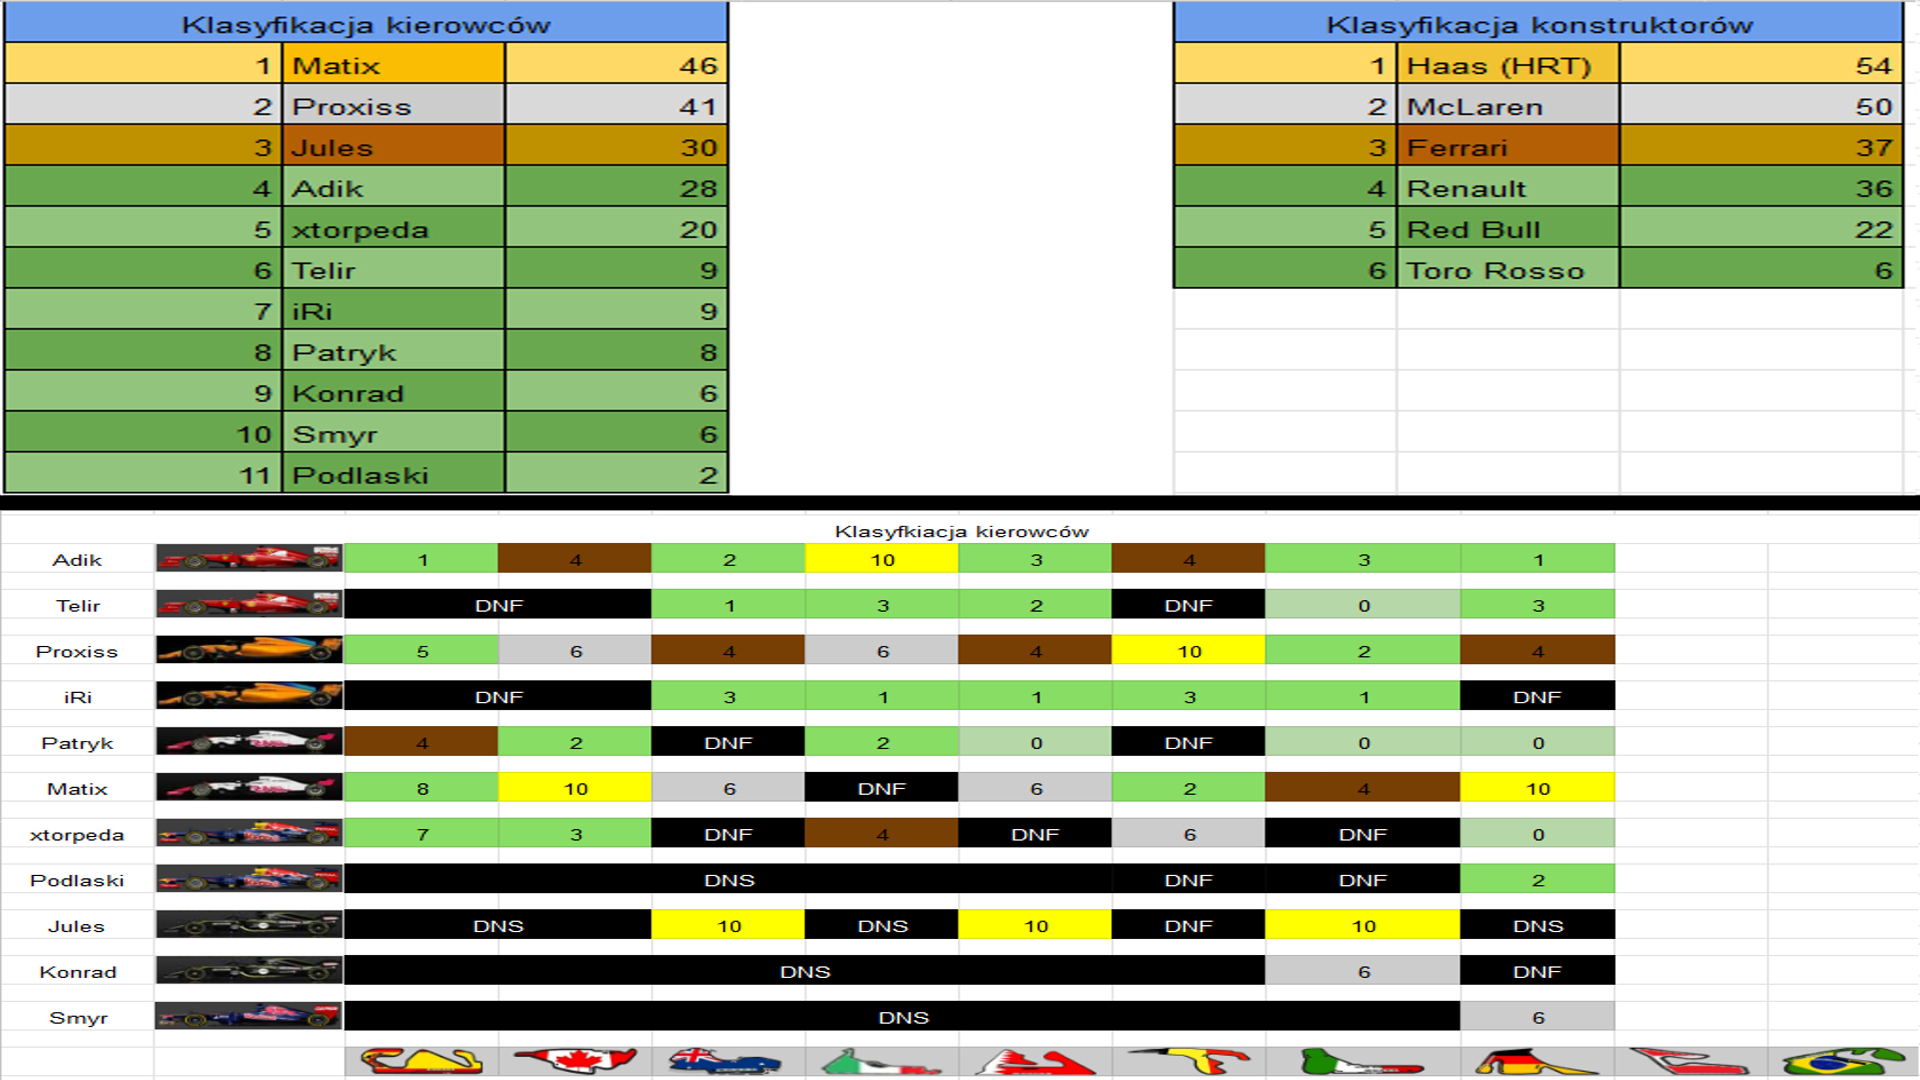 Klasyfikacja kierowców
1 Matix 46
2 Proxiss 41
3 Jules 30
4 Adik 28
5 xtorpeda 20
6 Telir 9
7 iRi 9
8 Patryk 8
9 Konrad 6
10 Smyr 6
11 Podlaski 2
Klasyfikacja konstruktorów
1 Haas (HRT) 54
2 McLaren 50
3 Ferrari 37
4 Renault 36
5 Red Bull 22
6 Toro Rosso 6
Klasyfkiacja kierowców
Adik 1 4 2 10 3 4 3 1
Telir DNF 1 3 2 DNF 0 3
Proxiss 5 6 4 6 4 10 2 4
iRi DNF 3 1 1 3 1 DNF
Patryk 4 2 DNF 2 0 DNF 0 0
Matix 8 10 6 DNF 6 2 4 10
xtorpeda 7 3 DNF 4 DNF 6 DNF 0
Podlaski DNS DNF DNF 2
Jules DNS 10 DNS 10 DNF 10 DNS
Konrad DNS 6 DNF
Smyr DNS 6